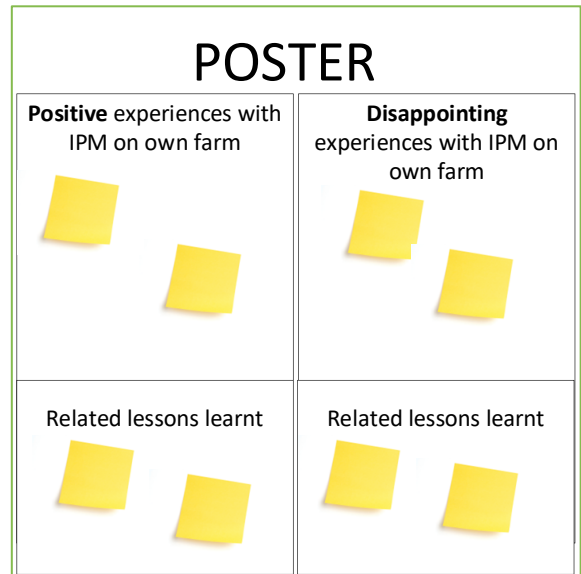 POSTER
Positive experiences with
IPM on own farm
Disappointing
experiences with IPM on
own farm
Related lessons learnt
Related lessons learnt